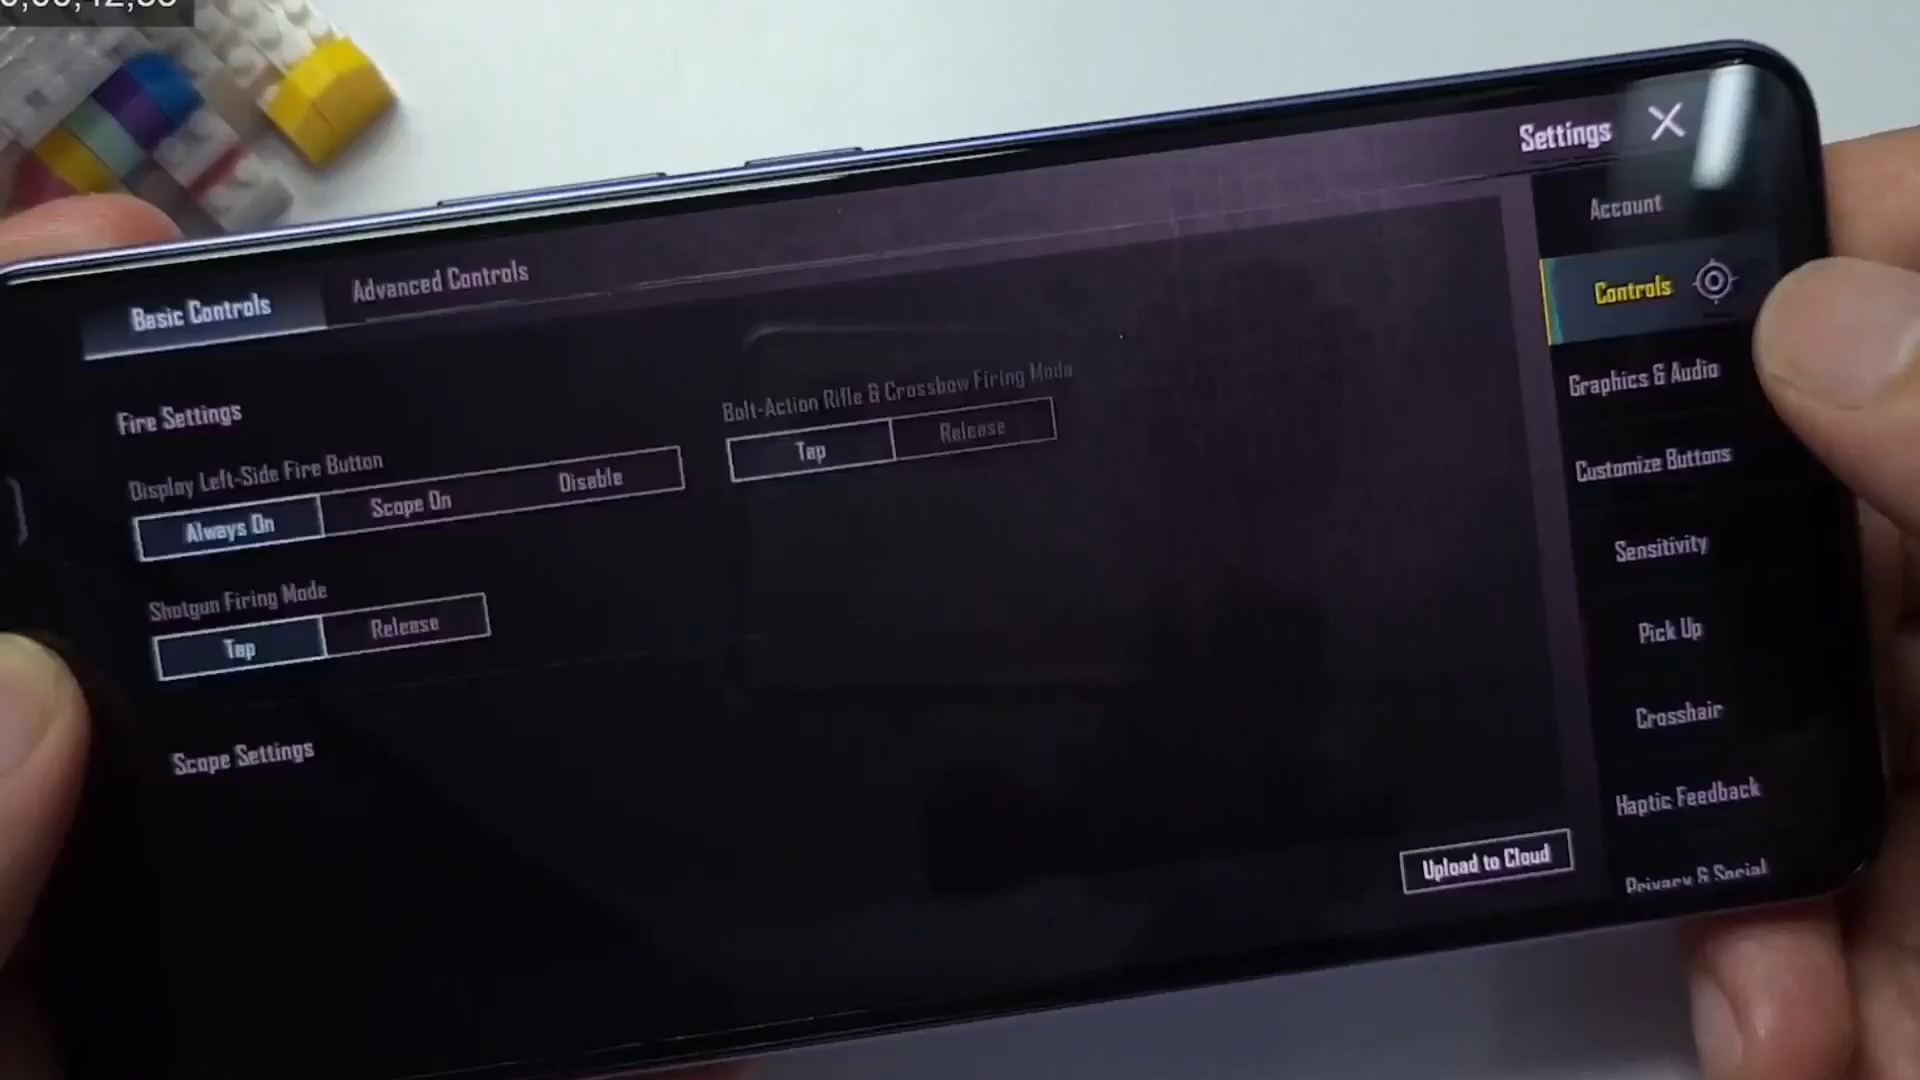 Settings
Account
Basic Controls
Advanced Controls
Controls
Graphics & Audio
Fire Settings
Bolt-Action Rifle & Crossbow Firing Mode
Tap
Release
Display Left-Side Fire Button
Always On
Scope On
Disable
Customize Buttons
Sensitivity
Shotgun Firing Mode
Tap
Release
Pick Up
Crosshair
Scope Settings
Haptic Feedback
Upload to Cloud
Privacy & Social